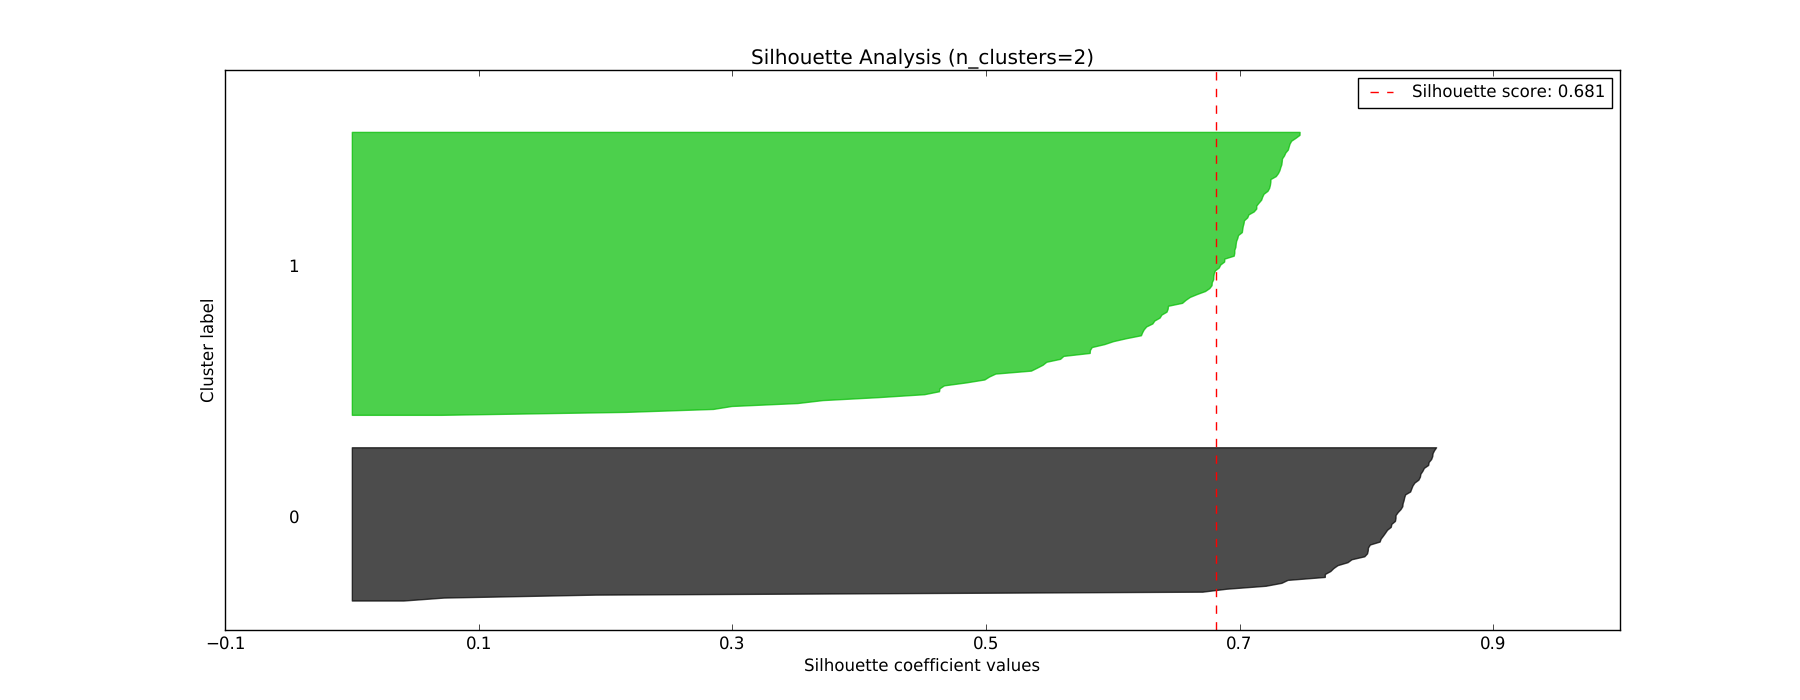 Silhouette Analysis (n_clusters=2)
Silhouette score: 0.681
1
Cluster label
0
−0.1 0.1 0.3 0.5 0.7 0.9
Silhouette coefficient values